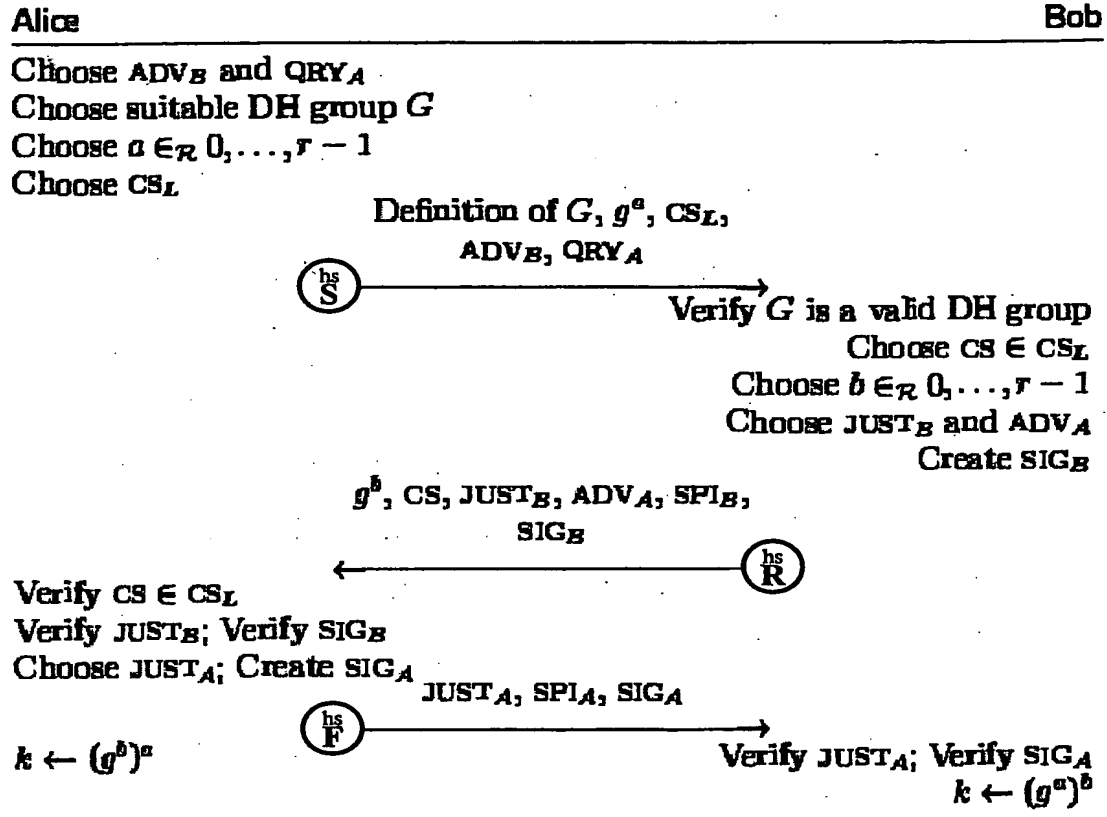 Alice Bob
Choose ADV_B and QRY_A
Choose suitable DH group G
Choose a ∈_R 0,...,r − 1
Choose CS_L
Definition of G, g^a, CS_L,
ADV_B, QRY_A
hs
S
Verify G is a valid DH group
Choose CS ∈ CS_L
Choose b ∈_R 0,...,r − 1
Choose JUST_B and ADV_A
Create SIG_B
g^b, CS, JUST_B, ADV_A, SPI_B,
SIG_B
hs
R
Verify CS ∈ CS_L
Verify JUST_B; Verify SIG_B
Choose JUST_A; Create SIG_A
JUST_A, SPI_A, SIG_A
hs
F
k ← (g^b)^a
Verify JUST_A; Verify SIG_A
k ← (g^a)^b